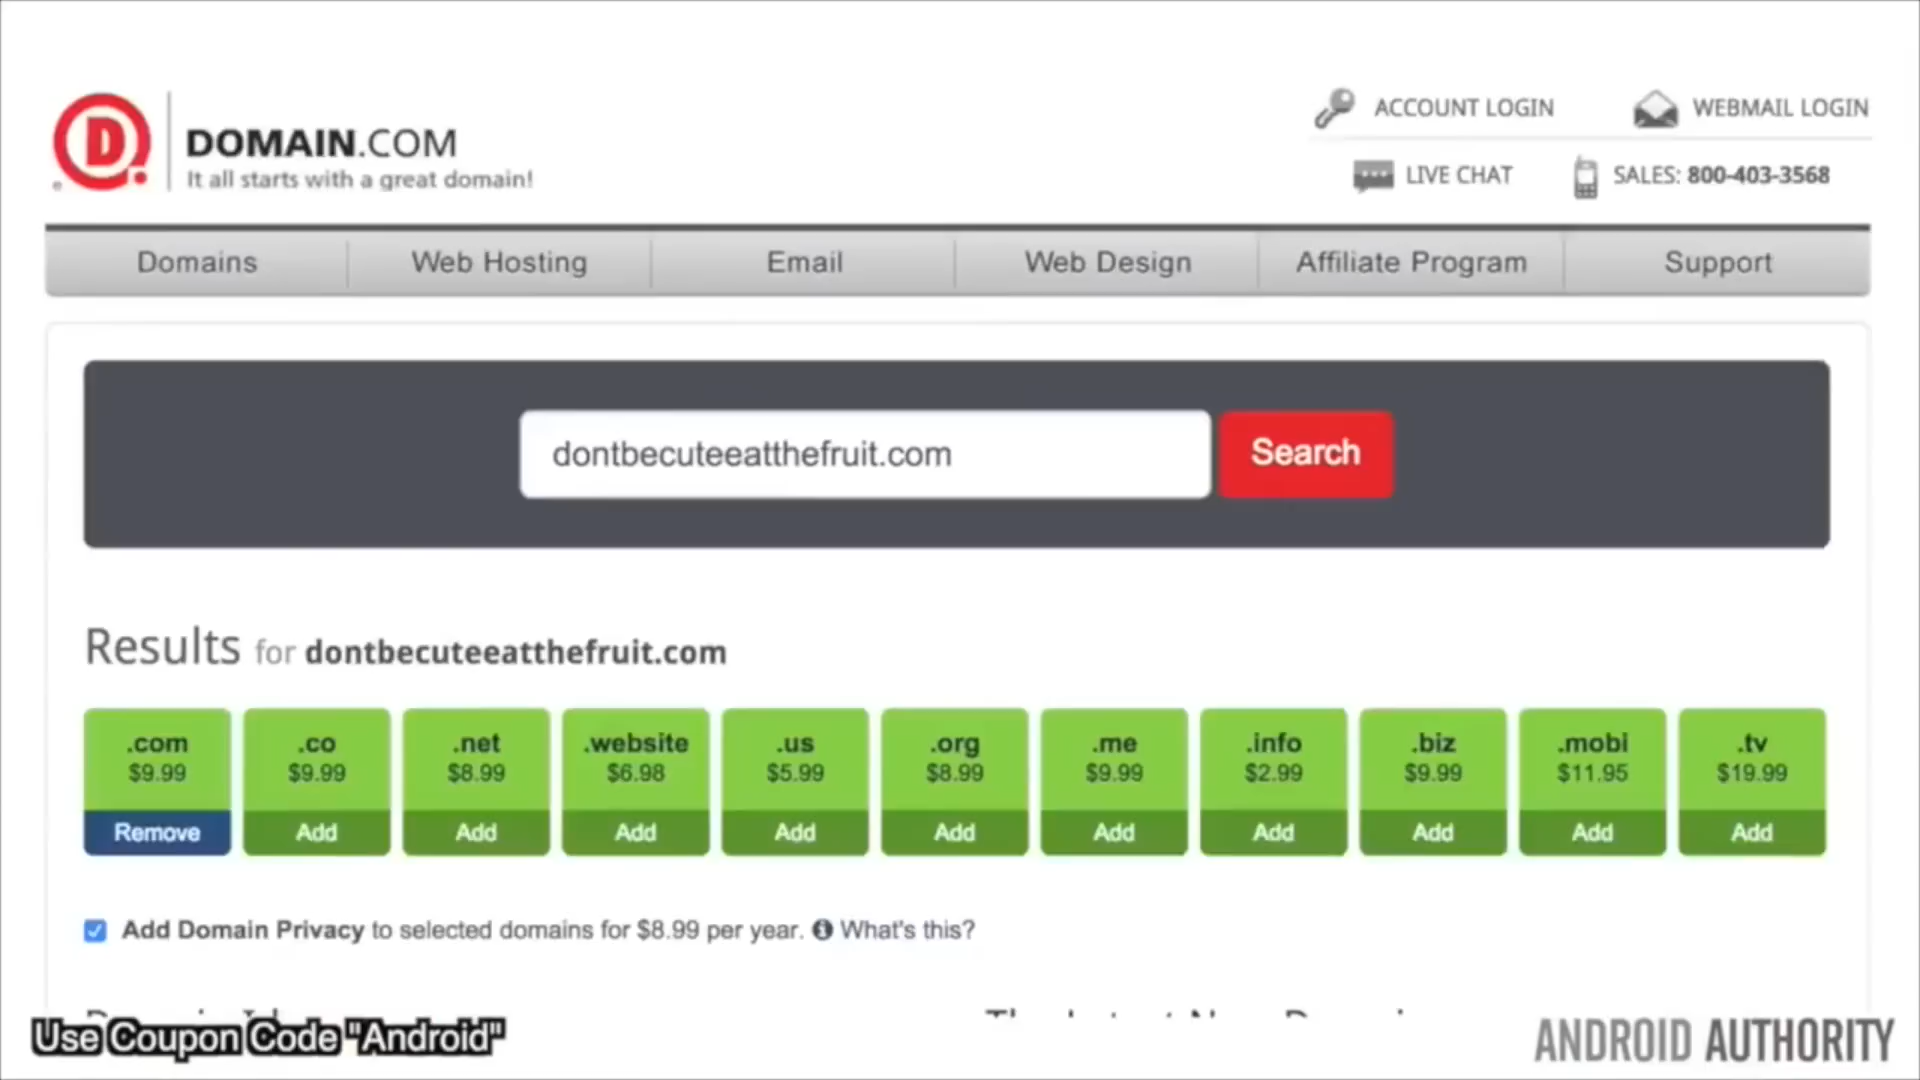 ACCOUNT LOGIN
WEBMAIL LOGIN
D
DOMAIN.COM
It all starts with a great domain!
LIVE CHAT
SALES: 800-403-3568
Domains
Web Hosting
Email
Web Design
Affiliate Program
Support
dontbecuteeatthefruit.com
Search
Results for dontbecuteeatthefruit.com
.com
$9.99
Remove
.co
$9.99
Add
.net
$8.99
Add
.website
$6.98
Add
.us
$5.99
Add
.org
$8.99
Add
.me
$9.99
Add
.info
$2.99
Add
.biz
$9.99
Add
.mobi
$11.95
Add
.tv
$19.99
Add
Add Domain Privacy to selected domains for $8.99 per year. What's this?
Use Coupon Code "Android"
ANDROID AUTHORITY